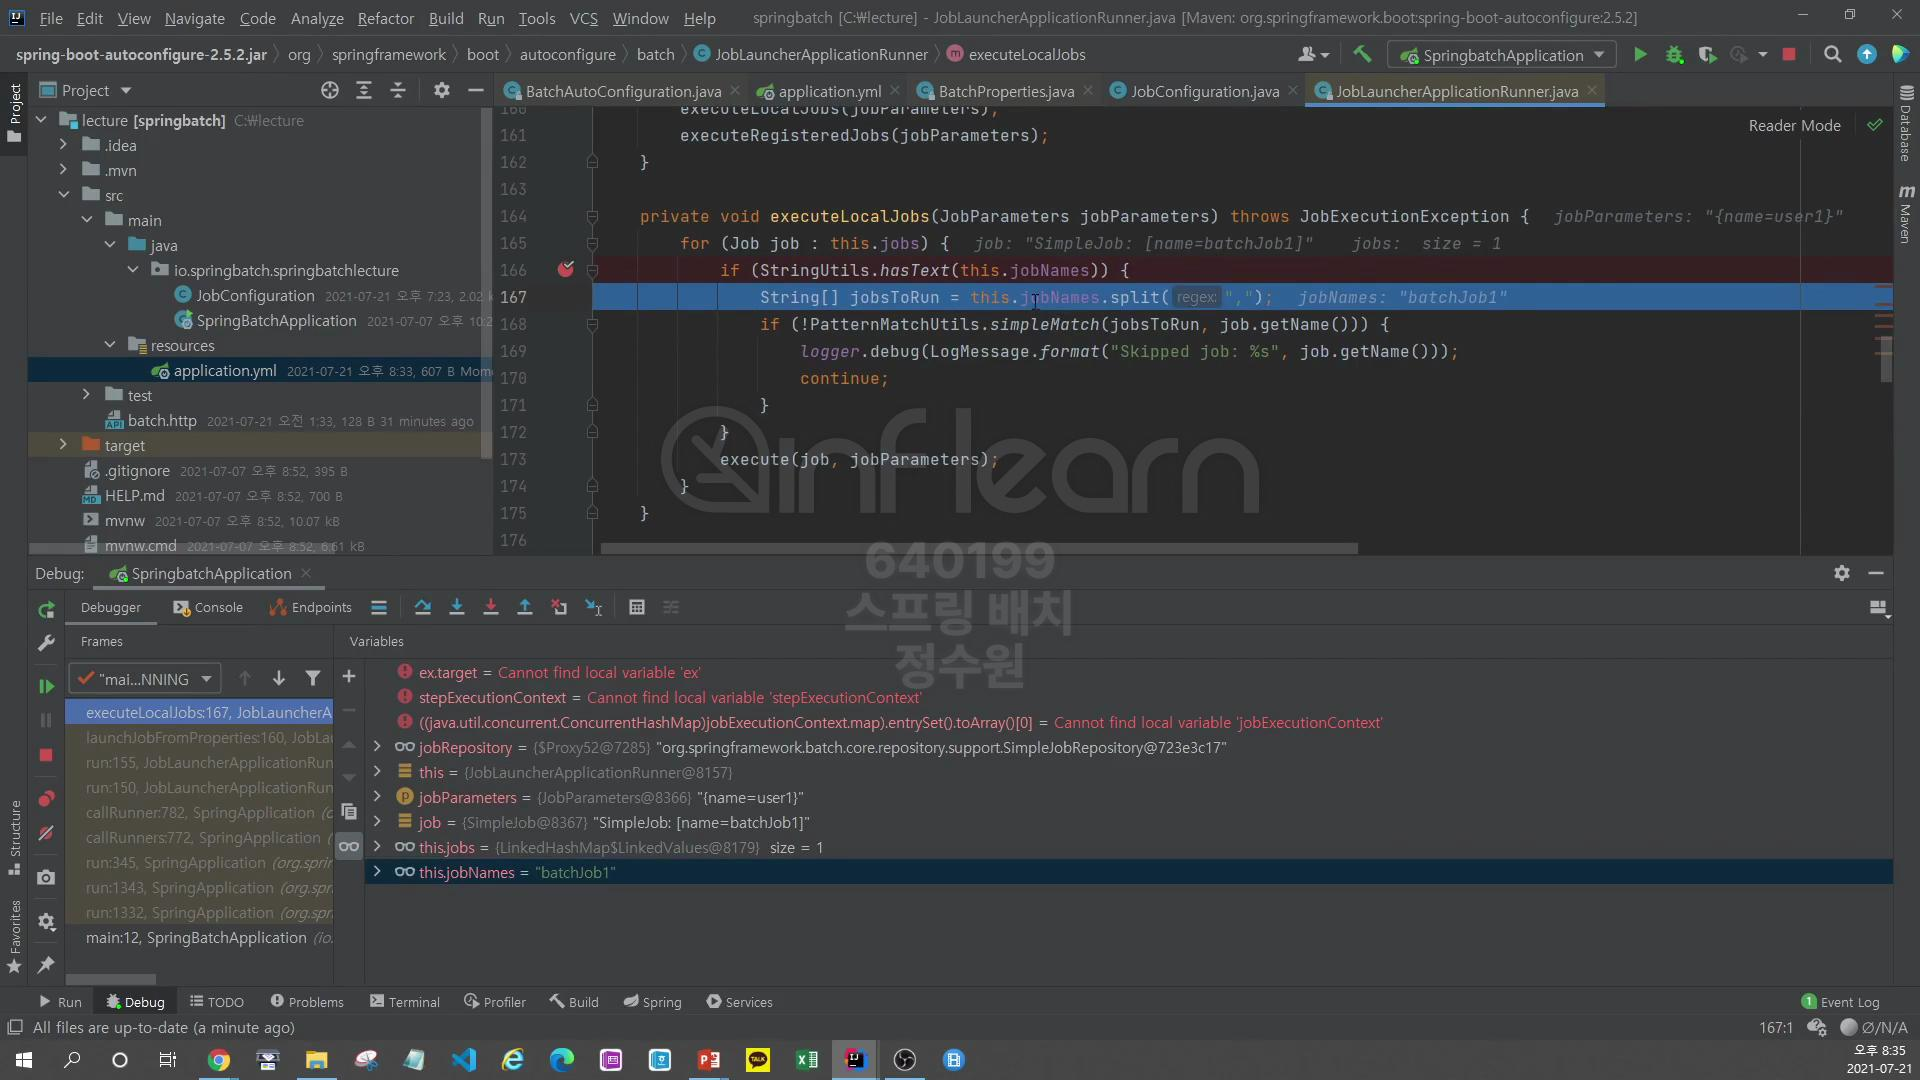 File Edit View Navigate Code Analyze Refactor Build Run Tools VCS Window Help springbatch [C:\lecture] - JobLauncherApplicationRunner.java [Maven: org.springframework.boot:spring-boot-autoconfigure:2.5.2]
spring-boot-autoconfigure-2.5.2.jar org springframework boot autoconfigure batch JobLauncherApplicationRunner executeLocalJobs SpringbatchApplication
Project BatchAutoConfiguration.java application.yml BatchProperties.java JobConfiguration.java JobLauncherApplicationRunner.java
Project
Database
Maven
Structure
Favorites
Reader Mode
lecture [springbatch] C:\lecture
.idea
.mvn
src
main
java
io.springbatch.springbatchlecture
JobConfiguration 2021-07-07 오후 7:23, 2.02
SpringBatchApplication 2021-07-07 오후 8:2
resources
application.yml 2021-07-21 오후 8:33, 607 B Mome
test
batch.http 2021-07-21 오전 1:33, 128 B 31 minutes ago
target
.gitignore 2021-07-07 오후 8:52, 395 B
HELP.md 2021-07-07 오후 8:52, 700 B
mvnw 2021-07-07 오후 8:52, 10.07 kB
mvnw.cmd 2021-07-07 오후 8:52, 6.61 kB
160 executeLocalJobs(jobParameters);
161 executeRegisteredJobs(jobParameters);
162 }
163
164 private void executeLocalJobs(JobParameters jobParameters) throws JobExecutionException { jobParameters: "{name=user1}"
165 for (Job job : this.jobs) { job: "SimpleJob: [name=batchJob1]" jobs: size = 1
166 if (StringUtils.hasText(this.jobNames)) {
167 String[] jobsToRun = this.jobNames.split( regex: ","); jobNames: "batchJob1"
168 if (!PatternMatchUtils.simpleMatch(jobsToRun, job.getName())) {
169 logger.debug(LogMessage.format("Skipped job: %s", job.getName()));
170 continue;
171 }
172 }
173 execute(job, jobParameters);
174 }
175 }
176
inflearn
640199
스프링 배치
정수원
Debug: SpringbatchApplication
Debugger Console Endpoints
Frames Variables
"mai...NNING
executeLocalJobs:167, JobLauncherA
launchJobFromProperties:160, JobLau
run:155, JobLauncherApplicationRun
run:150, JobLauncherApplicationRun
callRunner:782, SpringApplication (o
callRunners:772, SpringApplication (
run:345, SpringApplication (org.sprin
run:1343, SpringApplication (org.spri
run:1332, SpringApplication (org.spri
main:12, SpringBatchApplication (io.
ex.target = Cannot find local variable 'ex'
stepExecutionContext = Cannot find local variable 'stepExecutionContext'
((java.util.concurrent.ConcurrentHashMap)jobExecutionContext.map).entrySet().toArray()[0] = Cannot find local variable 'jobExecutionContext'
jobRepository = {$Proxy52@7285} "org.springframework.batch.core.repository.support.SimpleJobRepository@723e3c17"
this = {JobLauncherApplicationRunner@8157}
jobParameters = {JobParameters@8366} "{name=user1}"
job = {SimpleJob@8367} "SimpleJob: [name=batchJob1]"
this.jobs = {LinkedHashMap$LinkedValues@8179} size = 1
this.jobNames = "batchJob1"
Run Debug TODO Problems Terminal Profiler Build Spring Services 1 Event Log
All files are up-to-date (a minute ago) 167:1 Ø/N/A
TALK
오후 8:35
2021-07-21